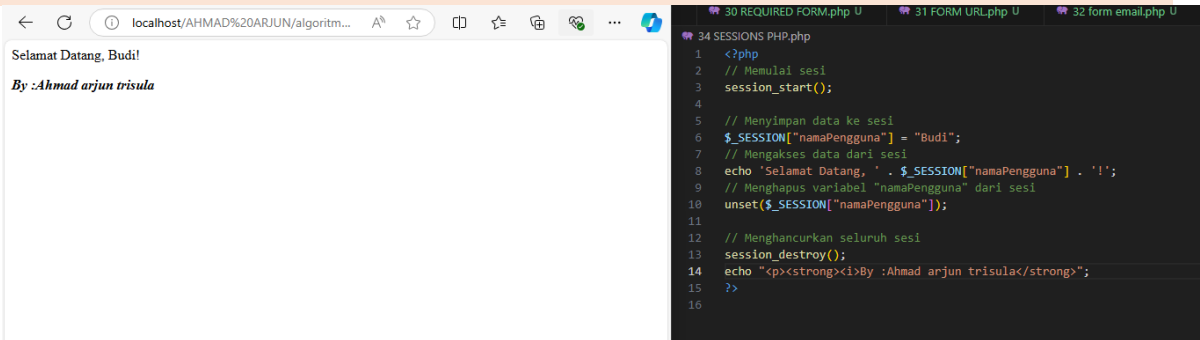 localhost/AHMAD%20ARJUN/algoritm...
Selamat Datang, Budi!
By :Ahmad arjun trisula
30 REQUIRED FORM.php U
31 FORM URL.php U
32 form email.php U
34 SESSIONS PHP.php
1 <?php
2 // Memulai sesi
3 session_start();
4
5 // Menyimpan data ke sesi
6 $_SESSION["namaPengguna"] = "Budi";
7 // Mengakses data dari sesi
8 echo 'Selamat Datang, ' . $_SESSION["namaPengguna"] . '!';
9 // Menghapus variabel "namaPengguna" dari sesi
10 unset($_SESSION["namaPengguna"]);
11
12 // Menghancurkan seluruh sesi
13 session_destroy();
14 echo "<p><strong><i>By :Ahmad arjun trisula</strong>";
15 ?>
16